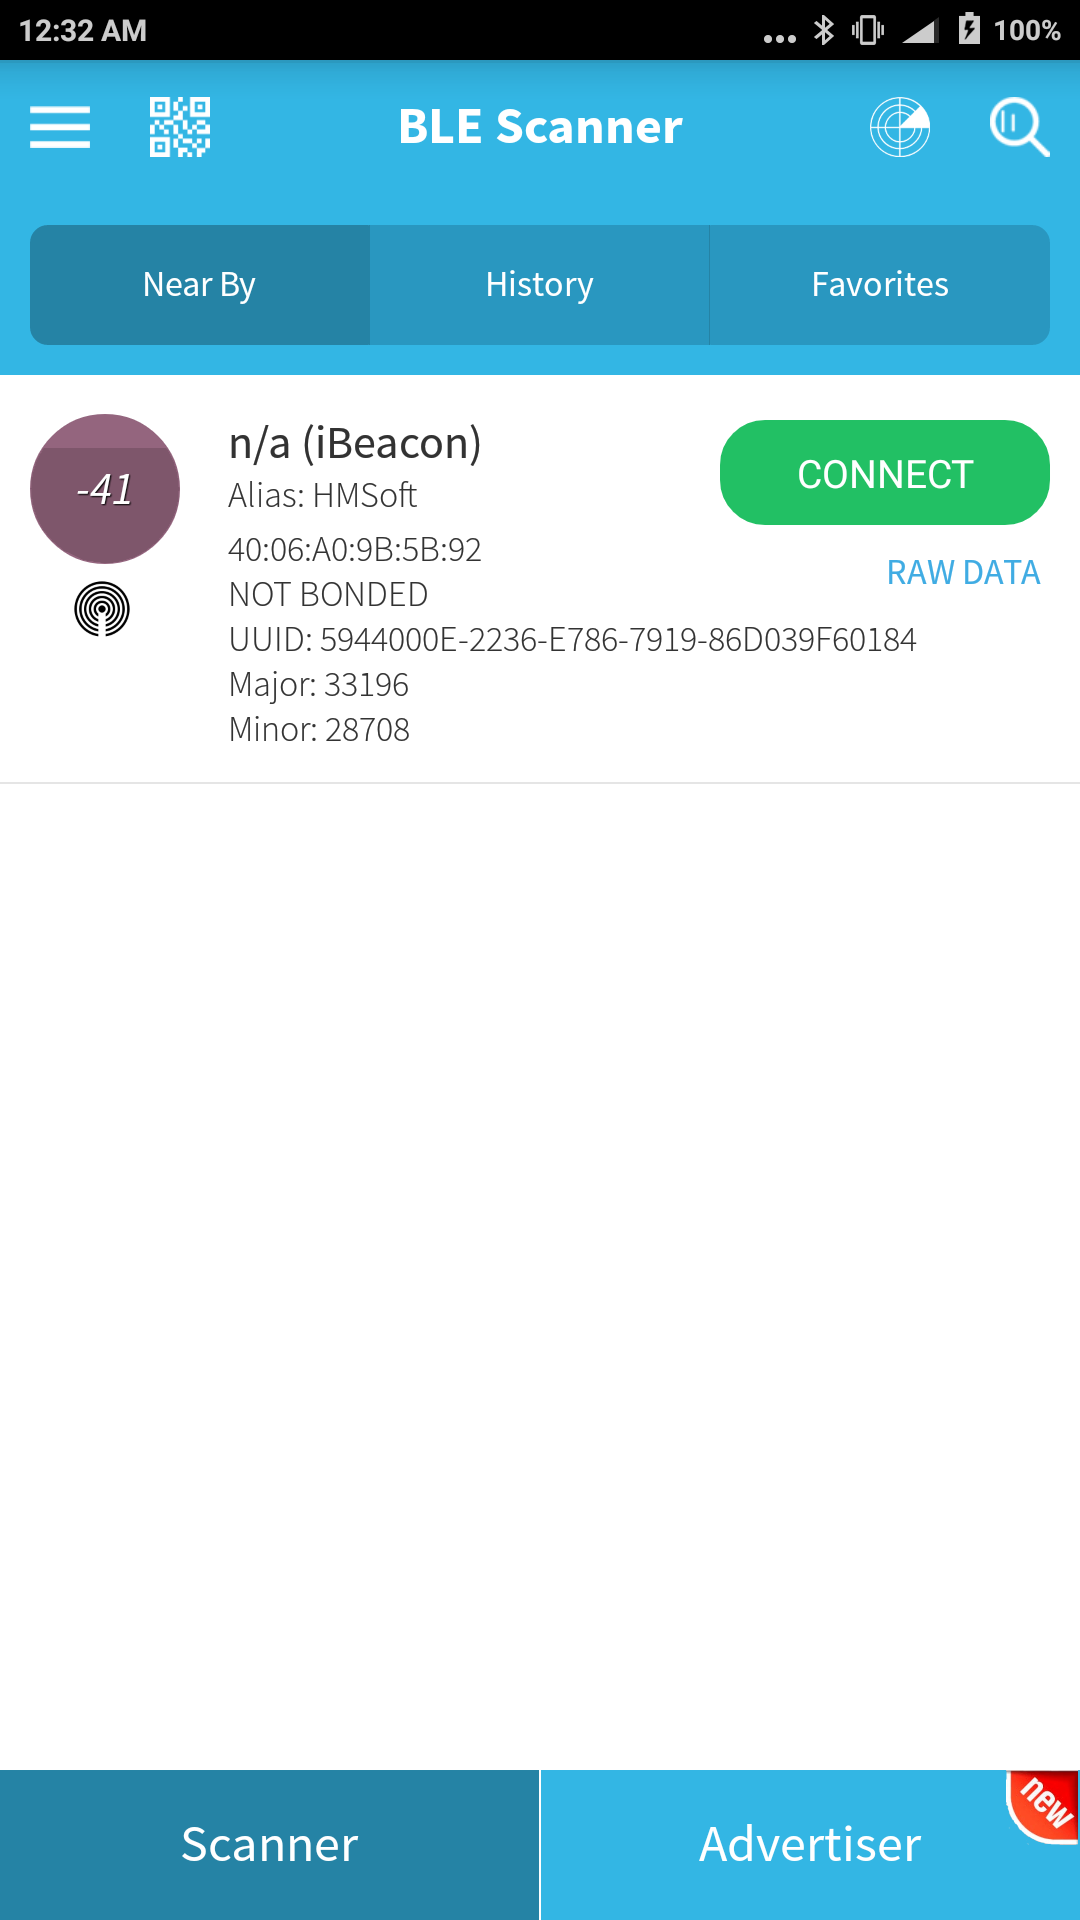 12:32 AM
100%
BLE Scanner
Near By
History
Favorites
-41
n/a (iBeacon)
CONNECT
Alias: HMSoft
40:06:A0:9B:5B:92
RAW DATA
NOT BONDED
UUID: 5944000E-2236-E786-7919-86D039F60184
Major: 33196
Minor: 28708
Scanner
Advertiser
new